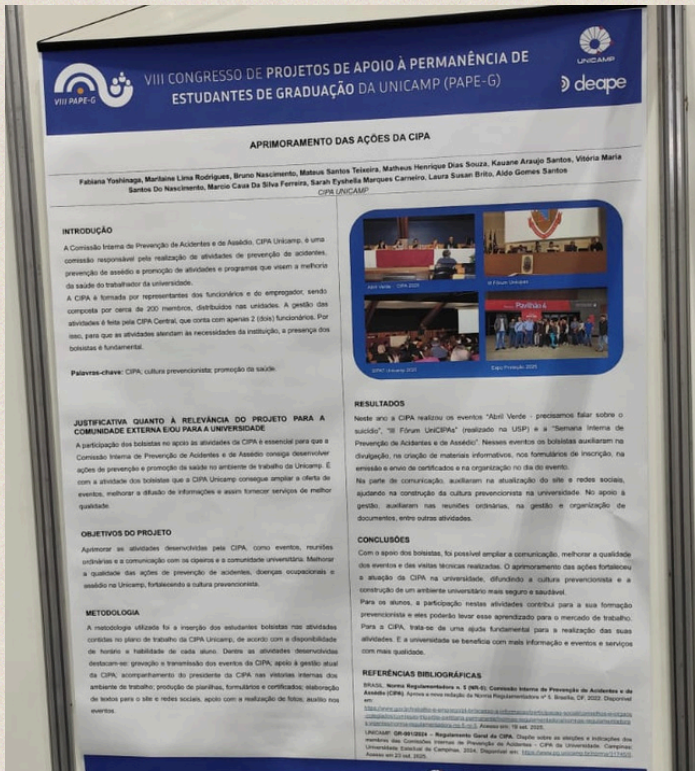 VIII PAPE-G
VIII CONGRESSO DE PROJETOS DE APOIO À PERMANÊNCIA DE
ESTUDANTES DE GRADUAÇÃO DA UNICAMP (PAPE-G)
UNICAMP
deape
APRIMORAMENTO DAS AÇÕES DA CIPA
Fabiana Yoshinaga, Marilaine Lima Rodrigues, Bruno Nascimento, Mateus Santos Teixeira, Matheus Henrique Dias Souza, Kauane Araujo Santos, Vitória Maria
Santos Do Nascimento, Marcio Caua Da Silva Ferreira, Sarah Eyshella Marques Carneiro, Laura Susan Brito, Aldo Gomes Santos
CIPA UNICAMP
INTRODUÇÃO
A Comissão Interna de Prevenção de Acidentes e de Assédio, CIPA Unicamp, é uma
comissão responsável pela realização de atividades de prevenção de acidentes,
prevenção de assédio e promoção de atividades e programas que visem a melhoria
da saúde do trabalhador da universidade.
A CIPA é formada por representantes dos funcionários e do empregador, sendo
composta por cerca de 200 membros, distribuídos nas unidades. A gestão das
atividades é feita pela CIPA Central, que conta com apenas 2 (dois) funcionários. Por
isso, para que as atividades atendam às necessidades da instituição, a presença dos
bolsistas é fundamental.
Palavras-chave: CIPA; cultura prevencionista; promoção da saúde.
JUSTIFICATIVA QUANTO À RELEVÂNCIA DO PROJETO PARA A
COMUNIDADE EXTERNA E/OU PARA A UNIVERSIDADE
A participação dos bolsistas no apoio às atividades da CIPA é essencial para que a
Comissão Interna de Prevenção de Acidentes e de Assédio consiga desenvolver
ações de prevenção e promoção da saúde no ambiente de trabalho da Unicamp. É
com a atividade dos bolsistas que a CIPA Unicamp consegue ampliar a oferta de
eventos, melhorar a difusão de informações e assim fornecer serviços de melhor
qualidade.
OBJETIVOS DO PROJETO
Aprimorar as atividades desenvolvidas pela CIPA, como eventos, reuniões
ordinárias e a comunicação com os cipeiros e a comunidade universitária. Melhorar
a qualidade das ações de prevenção de acidentes, doenças ocupacionais e
assédio na Unicamp, fortalecendo a cultura prevencionista.
METODOLOGIA
A metodologia utilizada foi a inserção dos estudantes bolsistas nas atividades
contidas no plano de trabalho da CIPA Unicamp, de acordo com a disponibilidade
de horário e habilidade de cada aluno. Dentre as atividades desenvolvidas
destacam-se: gravação e transmissão dos eventos da CIPA; apoio à gestão atual
da CIPA; acompanhamento do presidente da CIPA nas vistorias internas dos
ambiente de trabalho; produção de planilhas, formulários e certificados; elaboração
de textos para o site e redes sociais, apoio com a realização de fotos; auxílio nos
eventos.
Abril Verde - CIPA 2025
III Fórum Unicipas
Pavilhão 4
SIPAT Unicamp 2025
Expo Proteção 2025
RESULTADOS
Neste ano a CIPA realizou os eventos "Abril Verde - precisamos falar sobre o
suicídio", "III Fórum UniCIPAs" (realizado na USP) e a "Semana Interna de
Prevenção de Acidentes e de Assédio". Nesses eventos os bolsistas auxiliaram na
divulgação, na criação de materiais informativos, nos formulários de inscrição, na
emissão e envio de certificados e na organização no dia do evento.
Na parte de comunicação, auxiliaram na atualização do site e redes sociais,
ajudando na construção da cultura prevencionista na universidade. No apoio à
gestão, auxiliaram nas reuniões ordinárias, na gestão e organização de
documentos, entre outras atividades.
CONCLUSÕES
Com o apoio dos bolsistas, foi possível ampliar a comunicação, melhorar a qualidade
dos eventos e das visitas técnicas realizadas. O aprimoramento das ações fortaleceu
a atuação da CIPA na universidade, difundindo a cultura prevencionista e a
construção de um ambiente universitário mais seguro e saudável.
Para os alunos, a participação nestas atividades contribui para a sua formação
prevencionista e eles poderão levar esse aprendizado para o mercado de trabalho.
Para a CIPA, trata-se de uma ajuda fundamental para a realização das suas
atividades. E a universidade se beneficia com mais informação e eventos e serviços
com mais qualidade.
REFERÊNCIAS BIBLIOGRÁFICAS
BRASIL. Norma Regulamentadora n. 5 (NR-5): Comissão Interna de Prevenção de Acidentes e de
Assédio (CIPA). Aprova a nova redação da Norma Regulamentadora nº 5. Brasília, DF, 2022. Disponível
em:
Acesso em: 19 set. 2025.
UNICAMP. GR-001/2024 – Regulamento Geral da CIPA. Dispõe sobre as eleições e indicações dos
membros das Comissões Internas de Prevenção de Acidentes - CIPA da Universidade. Campinas:
Universidade Estadual de Campinas, 2024. Disponível em:
Acesso em 23 out. 2025.